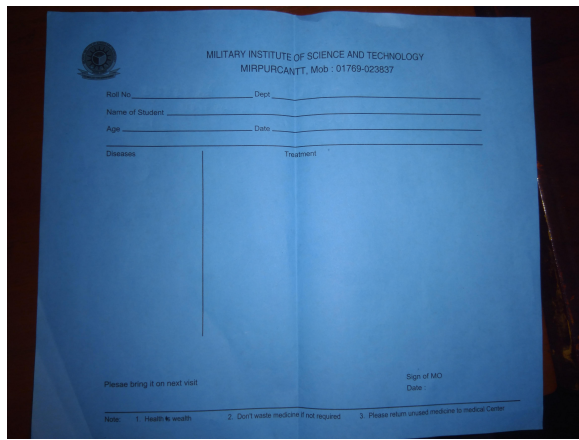 MILITARY INSTITUTE OF SCIENCE AND TECHNOLOGY
MIRPURCANTT, Mob : 01769-023837
Roll No Dept
Name of Student
Age Date
Diseases Treatment
Plesae bring it on next visit Sign of MO
Date :
Note: 1. Health is wealth 2. Don't waste medicine if not required 3. Please return unused medicine to medical Center